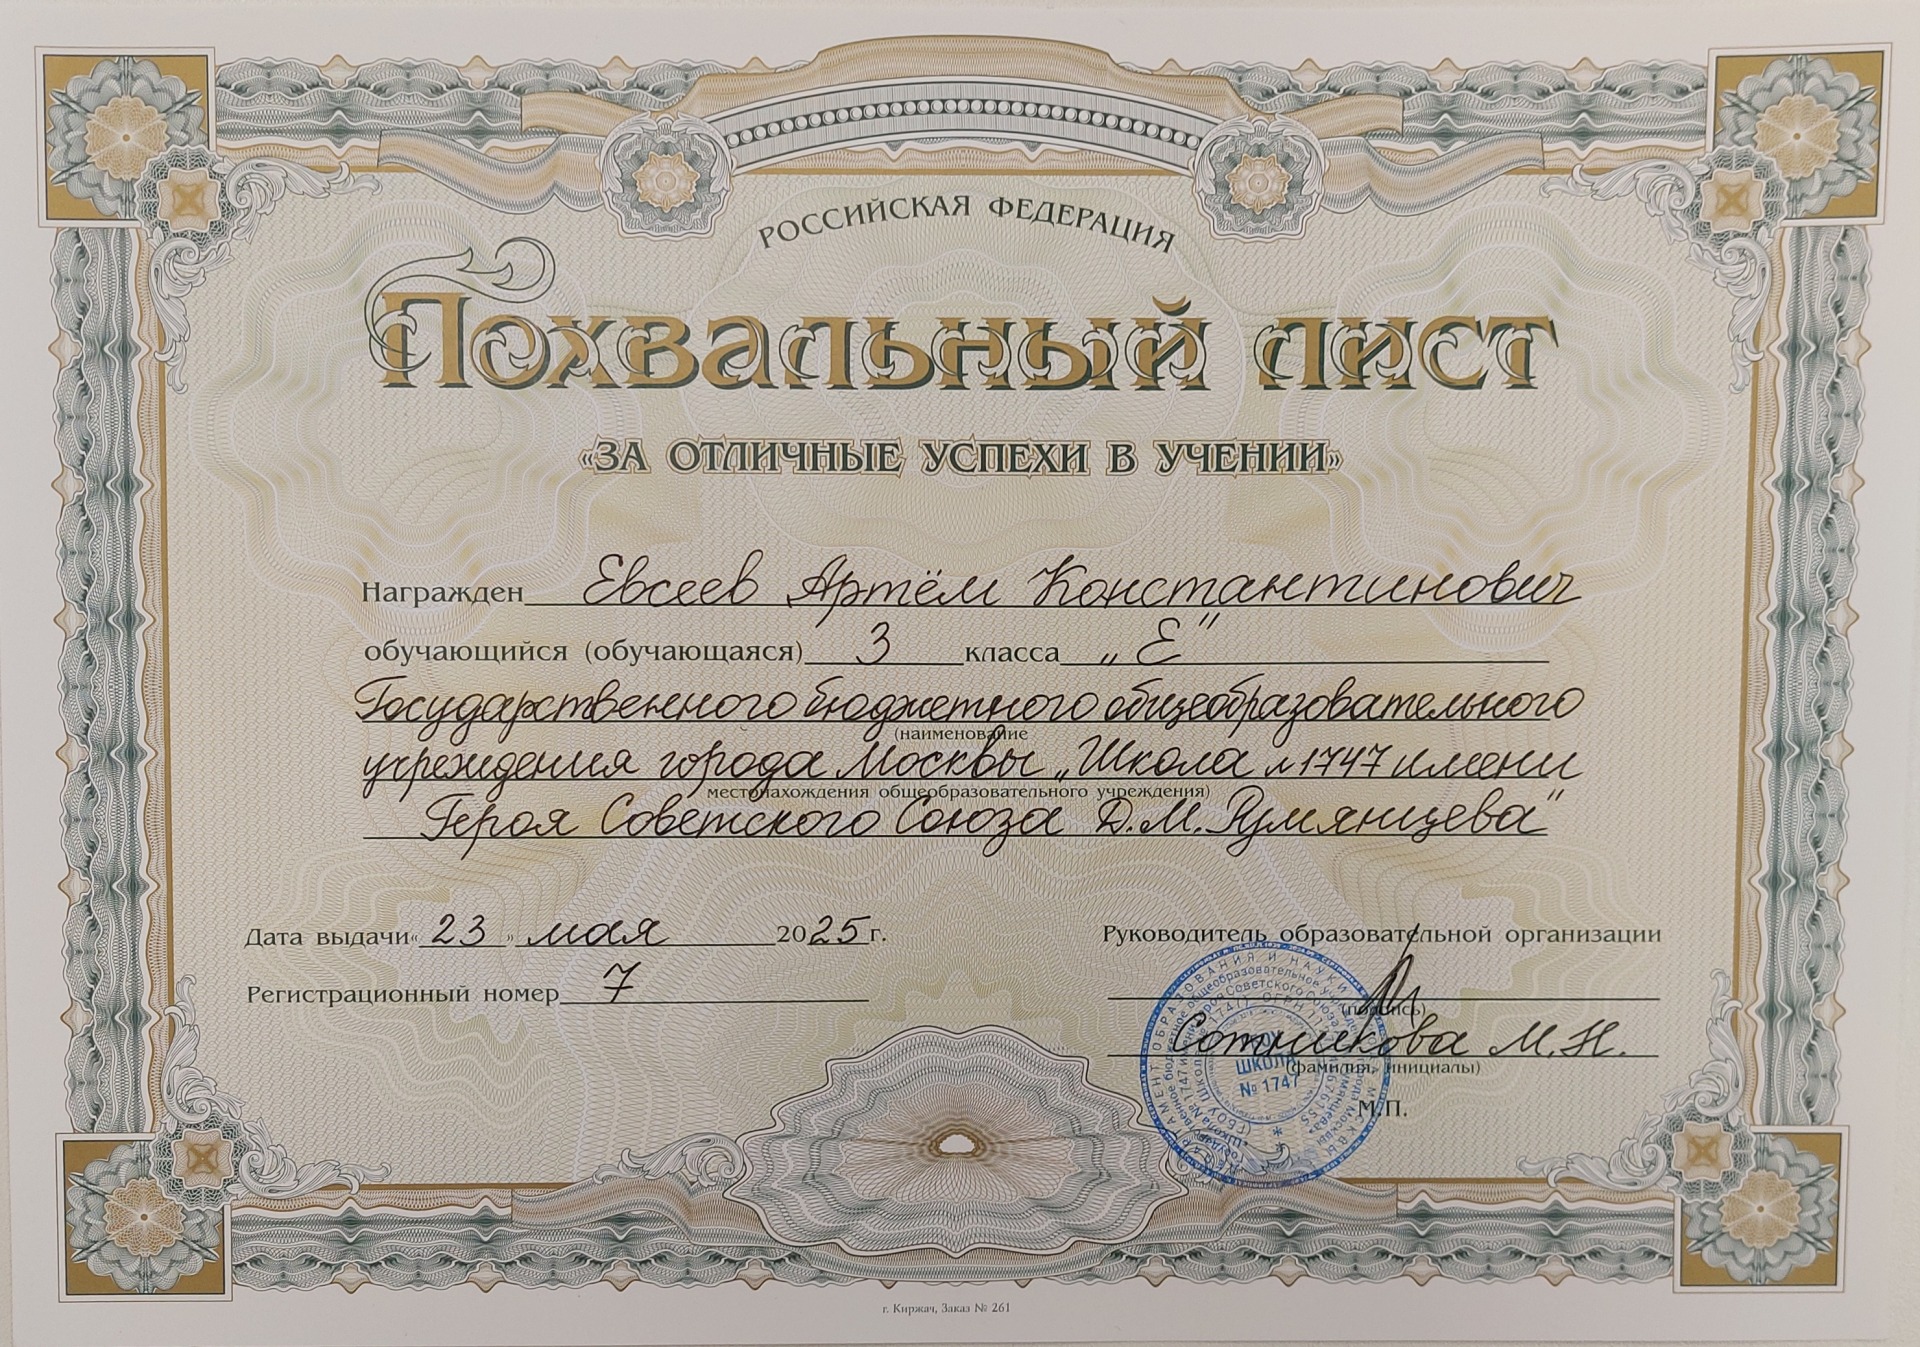 РОССИЙСКАЯ ФЕДЕРАЦИЯ
Похвальный лист
«ЗА ОТЛИЧНЫЕ УСПЕХИ В УЧЕНИИ»
Награжден Евсеев Артём Константинович
обучающийся (обучающаяся) 3 класса „Е"
Государственного бюджетного общеобразовательного
(наименование
учреждения города Москвы „Школа №1747 имени
местонахождения общеобразовательного учреждения)
Героя Советского Союза Д.М. Румянцева"
Дата выдачи «23» мая 2025 г.
Регистрационный номер 7
Руководитель образовательной организации
(подпись)
Сотникова М.Н.
(фамилия, инициалы)
М.П.
ШКОЛА
№ 1747
г. Киржач, Заказ № 261